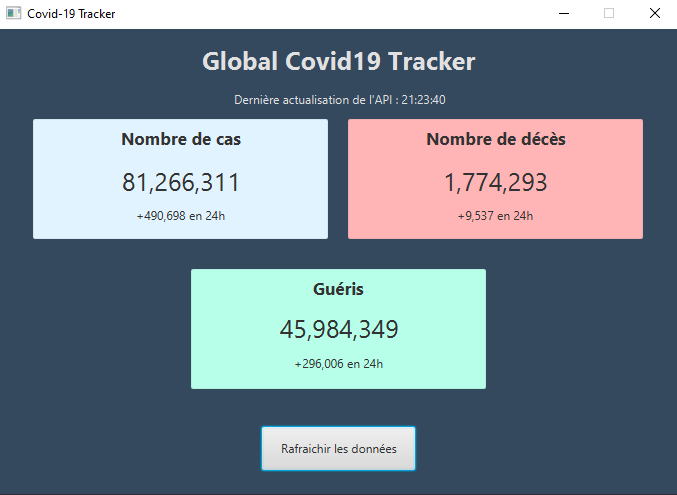 Covid-19 Tracker
Global Covid19 Tracker
Dernière actualisation de l'API : 21:23:40
Nombre de cas
81,266,311
+490,698 en 24h
Nombre de décès
1,774,293
+9,537 en 24h
Guéris
45,984,349
+296,006 en 24h
Rafraichir les données